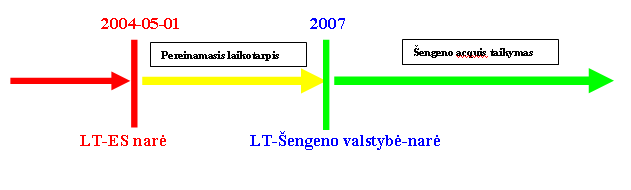 2004-05-01
2007
Pereinamasis laikotarpis
Šengeno acquis taikymas
LT-ES narė
LT-Šengeno valstybė-narė